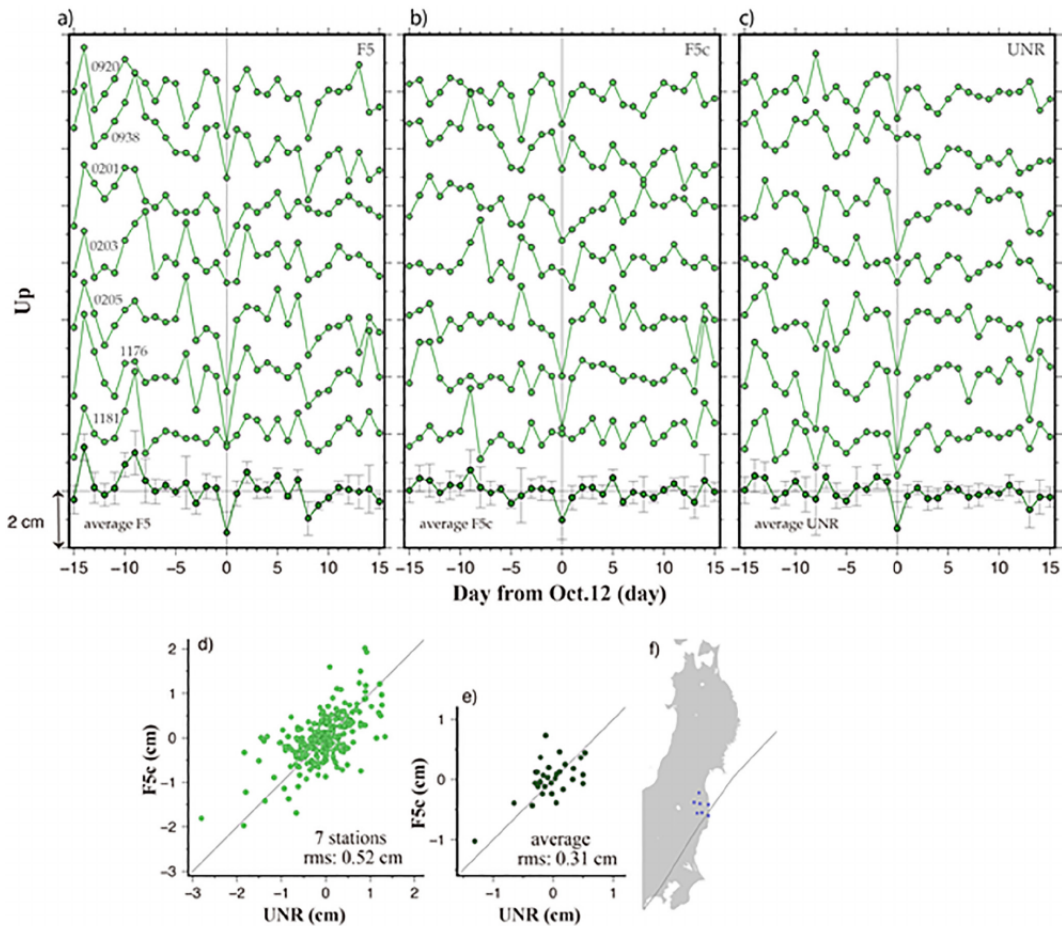 a) b) c)
F5 F5c UNR
0920
0938
0201
0203
0205
1176
1181
Up
2 cm
average F5 average F5c average UNR
−15 −10 −5 0 5 10 15 −15 −10 −5 0 5 10 15 −15 −10 −5 0 5 10 15
Day from Oct.12 (day)
d)
2
1
0
−1
−2
−3
F5c (cm)
7 stations
rms: 0.52 cm
−3 −2 −1 0 1 2
UNR (cm)
e)
1
0
−1
F5c (cm)
average
rms: 0.31 cm
−1 0 1
UNR (cm)
f)